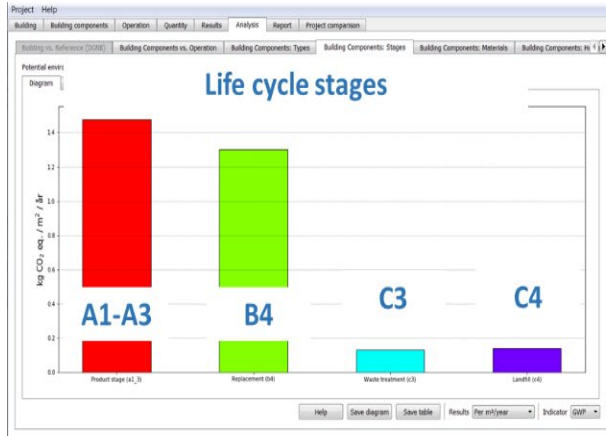 Project Help
Building Building components Operation Quantity Results Analysis Report Project comparison
Building vs. Reference (DGNB) Building Components vs. Operation Building Components: Types Building Components: Stages Building Components: Materials Building Components:
Potential
Diagram
Life cycle stages
kg CO₂ eq. / m² / år
1.4
1.2
1.0
0.8
0.6
0.4
0.2
0.0
A1-A3
B4
C3
C4
Product stage (a1_3) Replacement (b4) Waste treatment (c3) Landfill (c4)
Help Save diagram Save table Results Per m²/year Indicator GWP